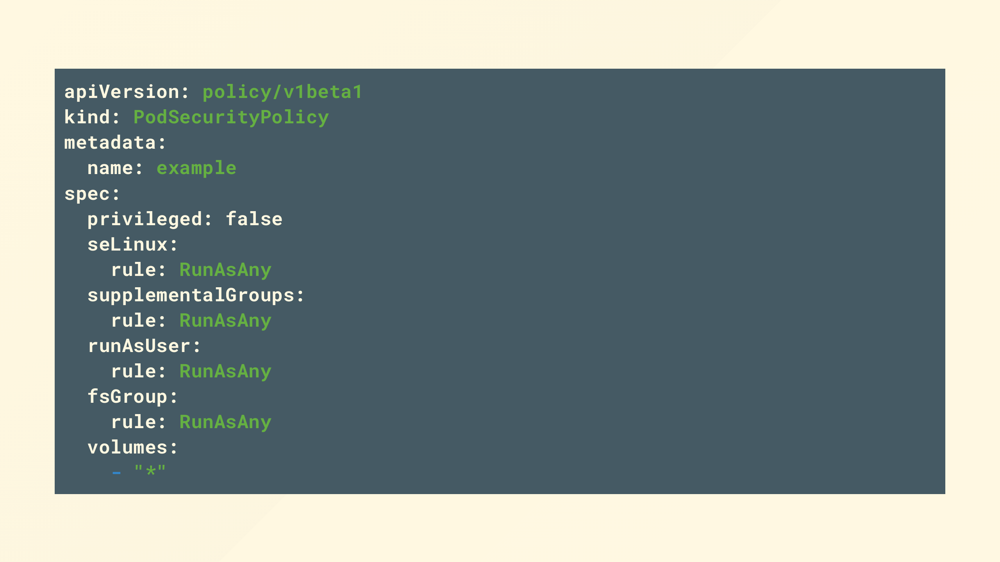 apiVersion: policy/v1beta1
kind: PodSecurityPolicy
metadata:
  name: example
spec:
  privileged: false
  seLinux:
    rule: RunAsAny
  supplementalGroups:
    rule: RunAsAny
  runAsUser:
    rule: RunAsAny
  fsGroup:
    rule: RunAsAny
  volumes:
    - "*"